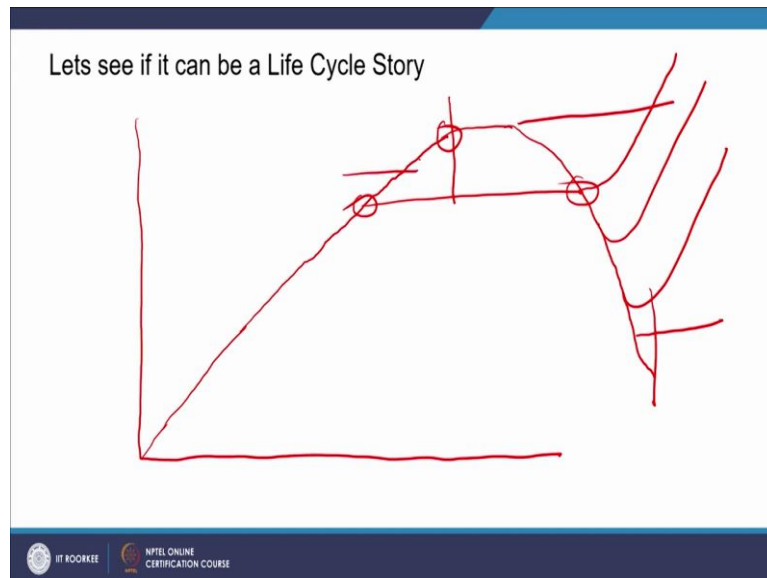 Lets see if it can be a Life Cycle Story
IIT ROORKEE
NPTEL ONLINE
CERTIFICATION COURSE